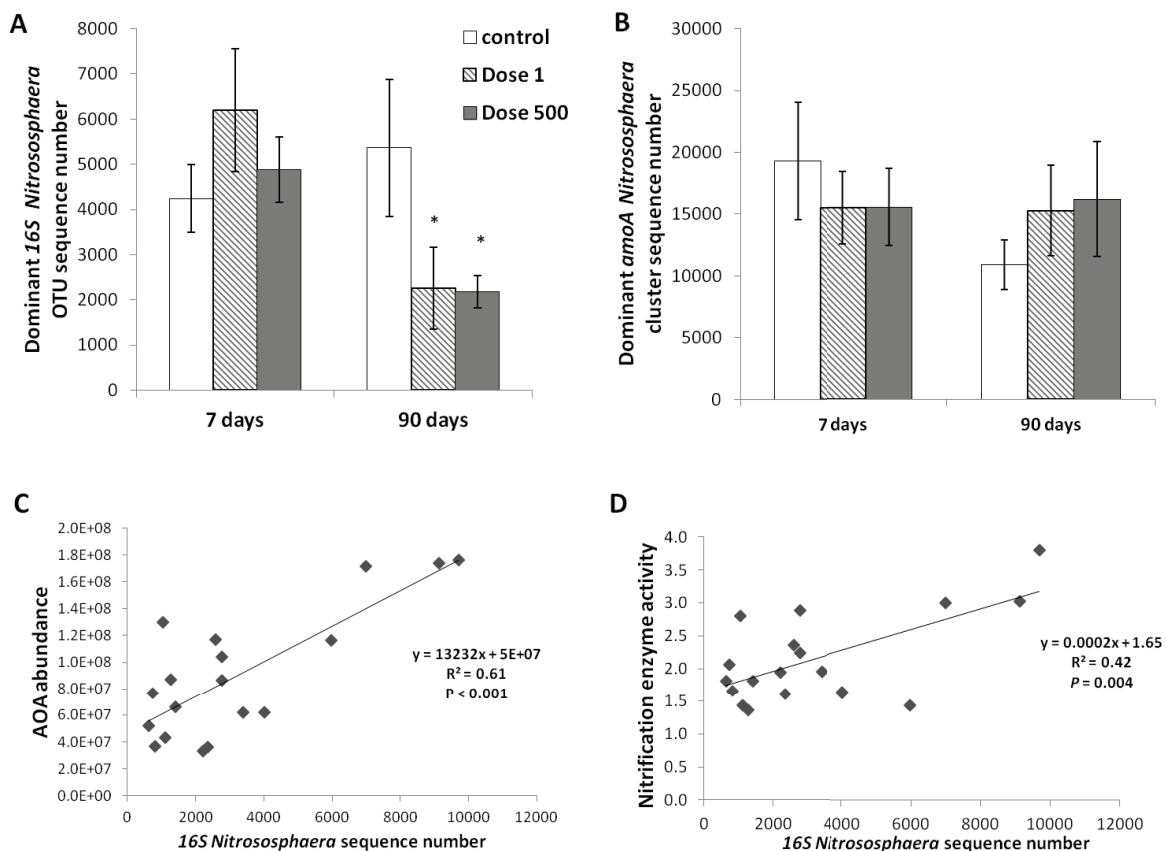 A
Dominant 16S Nitrososphaera
OTU sequence number
8000
7000
6000
5000
4000
3000
2000
1000
0
control
Dose 1
Dose 500
*
*
7 days
90 days
B
Dominant amoA Nitrososphaera
cluster sequence number
30000
25000
20000
15000
10000
5000
0
7 days
90 days
C
AOA abundance
2.0E+08
1.8E+08
1.6E+08
1.4E+08
1.2E+08
1.0E+08
8.0E+07
6.0E+07
4.0E+07
2.0E+07
0.0E+00
y = 13232x + 5E+07
R² = 0.61
P < 0.001
0 2000 4000 6000 8000 10000 12000
16S Nitrososphaera sequence number
D
Nitrification enzyme activity
4.0
3.5
3.0
2.5
2.0
1.5
1.0
0.5
0.0
y = 0.0002x + 1.65
R² = 0.42
P = 0.004
0 2000 4000 6000 8000 10000 12000
16S Nitrososphaera sequence number